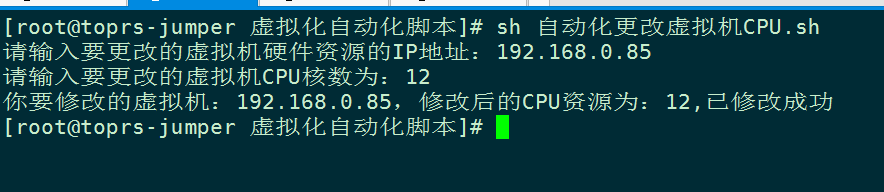 [root@toprs-jumper 虚拟化自动化脚本]# sh 自动化更改虚拟机CPU.sh
请输入要更改的虚拟机硬件资源的IP地址：192.168.0.85
请输入要更改的虚拟机CPU核数为：12
你要修改的虚拟机：192.168.0.85，修改后的CPU资源为：12,已修改成功
[root@toprs-jumper 虚拟化自动化脚本]#